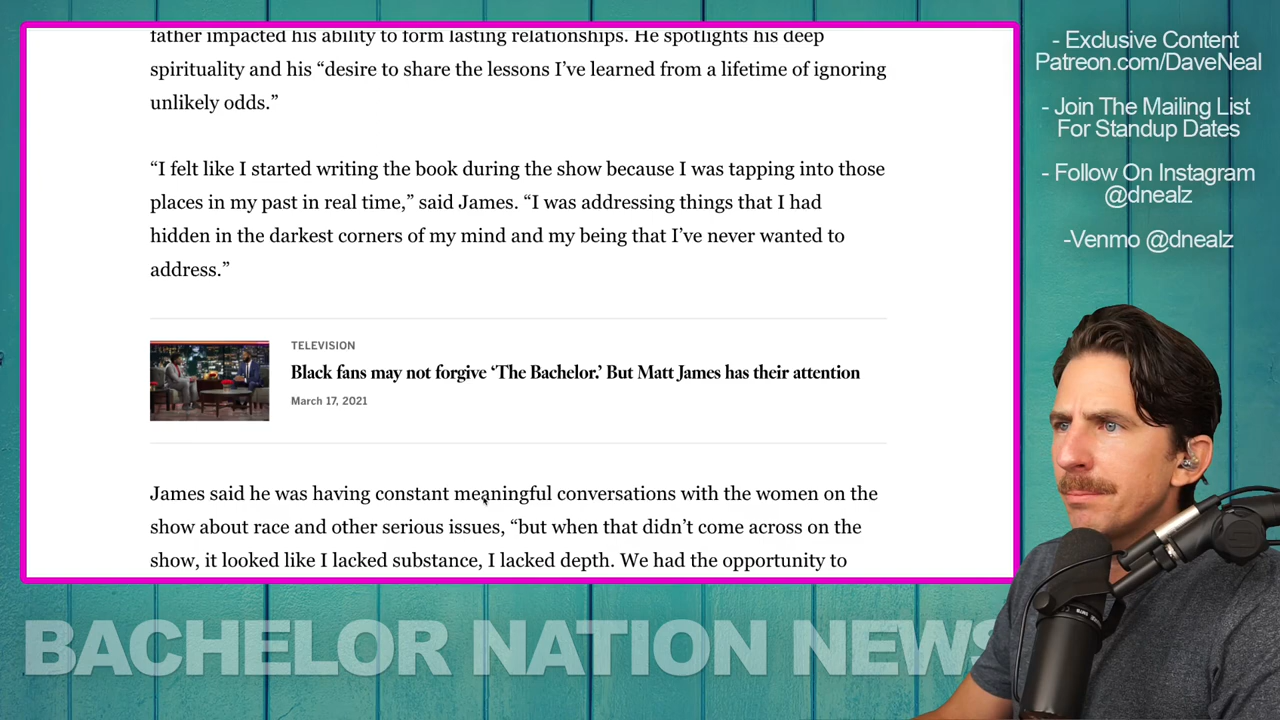 father impacted his ability to form lasting relationships. He spotlights his deep
spirituality and his “desire to share the lessons I’ve learned from a lifetime of ignoring
unlikely odds.”
“I felt like I started writing the book during the show because I was tapping into those
places in my past in real time,” said James. “I was addressing things that I had
hidden in the darkest corners of my mind and my being that I’ve never wanted to
address.”
TELEVISION
Black fans may not forgive ‘The Bachelor.’ But Matt James has their attention
March 17, 2021
James said he was having constant meaningful conversations with the women on the
show about race and other serious issues, “but when that didn’t come across on the
show, it looked like I lacked substance, I lacked depth. We had the opportunity to
- Exclusive Content
Patreon.com/DaveNeal
- Join The Mailing List
For Standup Dates
- Follow On Instagram
@dnealz
-Venmo @dnealz
BACHELOR NATION NEWS